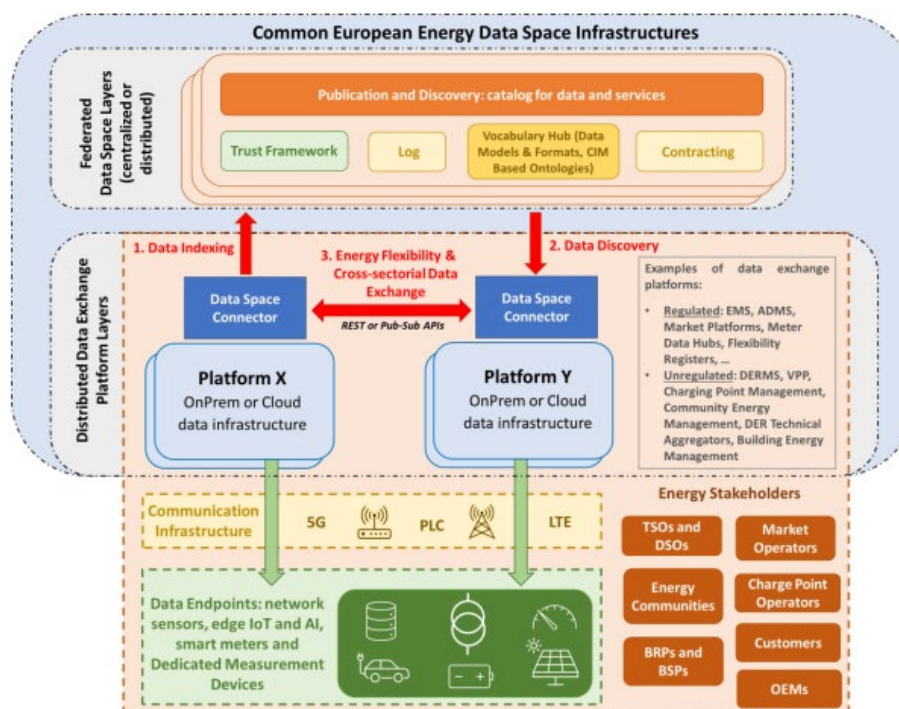 Common European Energy Data Space Infrastructures
Federated
Data Space Layers
(centralized or
distributed)
Publication and Discovery: catalog for data and services
Trust Framework
Log
Vocabulary Hub (Data
Models & Formats, CIM
Based Ontologies)
Contracting
Distributed Data Exchange
Platform Layers
1. Data Indexing
2. Data Discovery
3. Energy Flexibility &
Cross-sectorial Data
Exchange
REST or Pub-Sub APIs
Data Space
Connector
Data Space
Connector
Platform X
OnPrem or Cloud
data infrastructure
Platform Y
OnPrem or Cloud
data infrastructure
Examples of data exchange
platforms:
• Regulated: EMS, ADMS,
Market Platforms, Meter
Data Hubs, Flexibility
Registers, ...
• Unregulated: DERMS, VPP,
Charging Point Management,
Community Energy
Management, DER Technical
Aggregators, Building Energy
Management
Communication
Infrastructure
5G
PLC
LTE
Data Endpoints: network
sensors, edge IoT and AI,
smart meters and
Dedicated Measurement
Devices
Energy Stakeholders
TSOs and
DSOs
Market
Operators
Energy
Communities
Charge Point
Operators
BRPs and
BSPs
Customers
OEMs